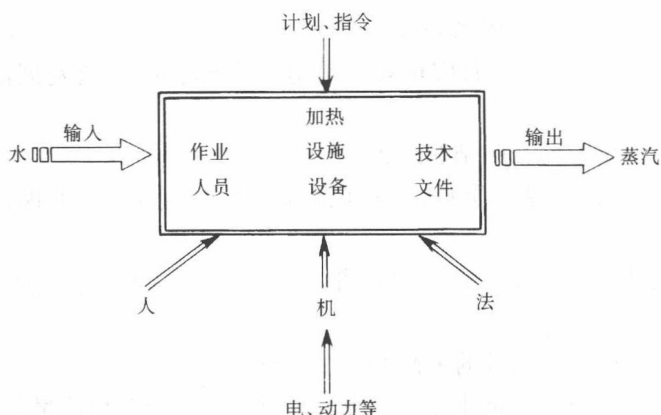 计划、指令
加热
水 输入 作业 设施 技术 输出 蒸汽
人员 设备 文件
人 机 法
电、动力等